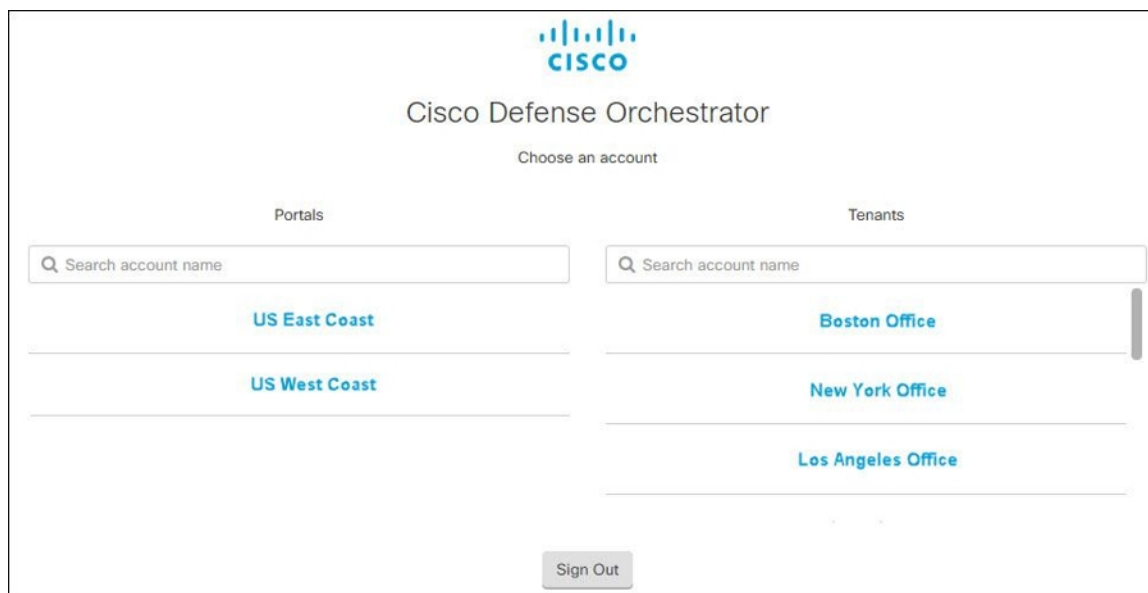 CISCO
Cisco Defense Orchestrator
Choose an account
Portals
Tenants
Search account name
Search account name
US East Coast
Boston Office
US West Coast
New York Office
Los Angeles Office
Sign Out